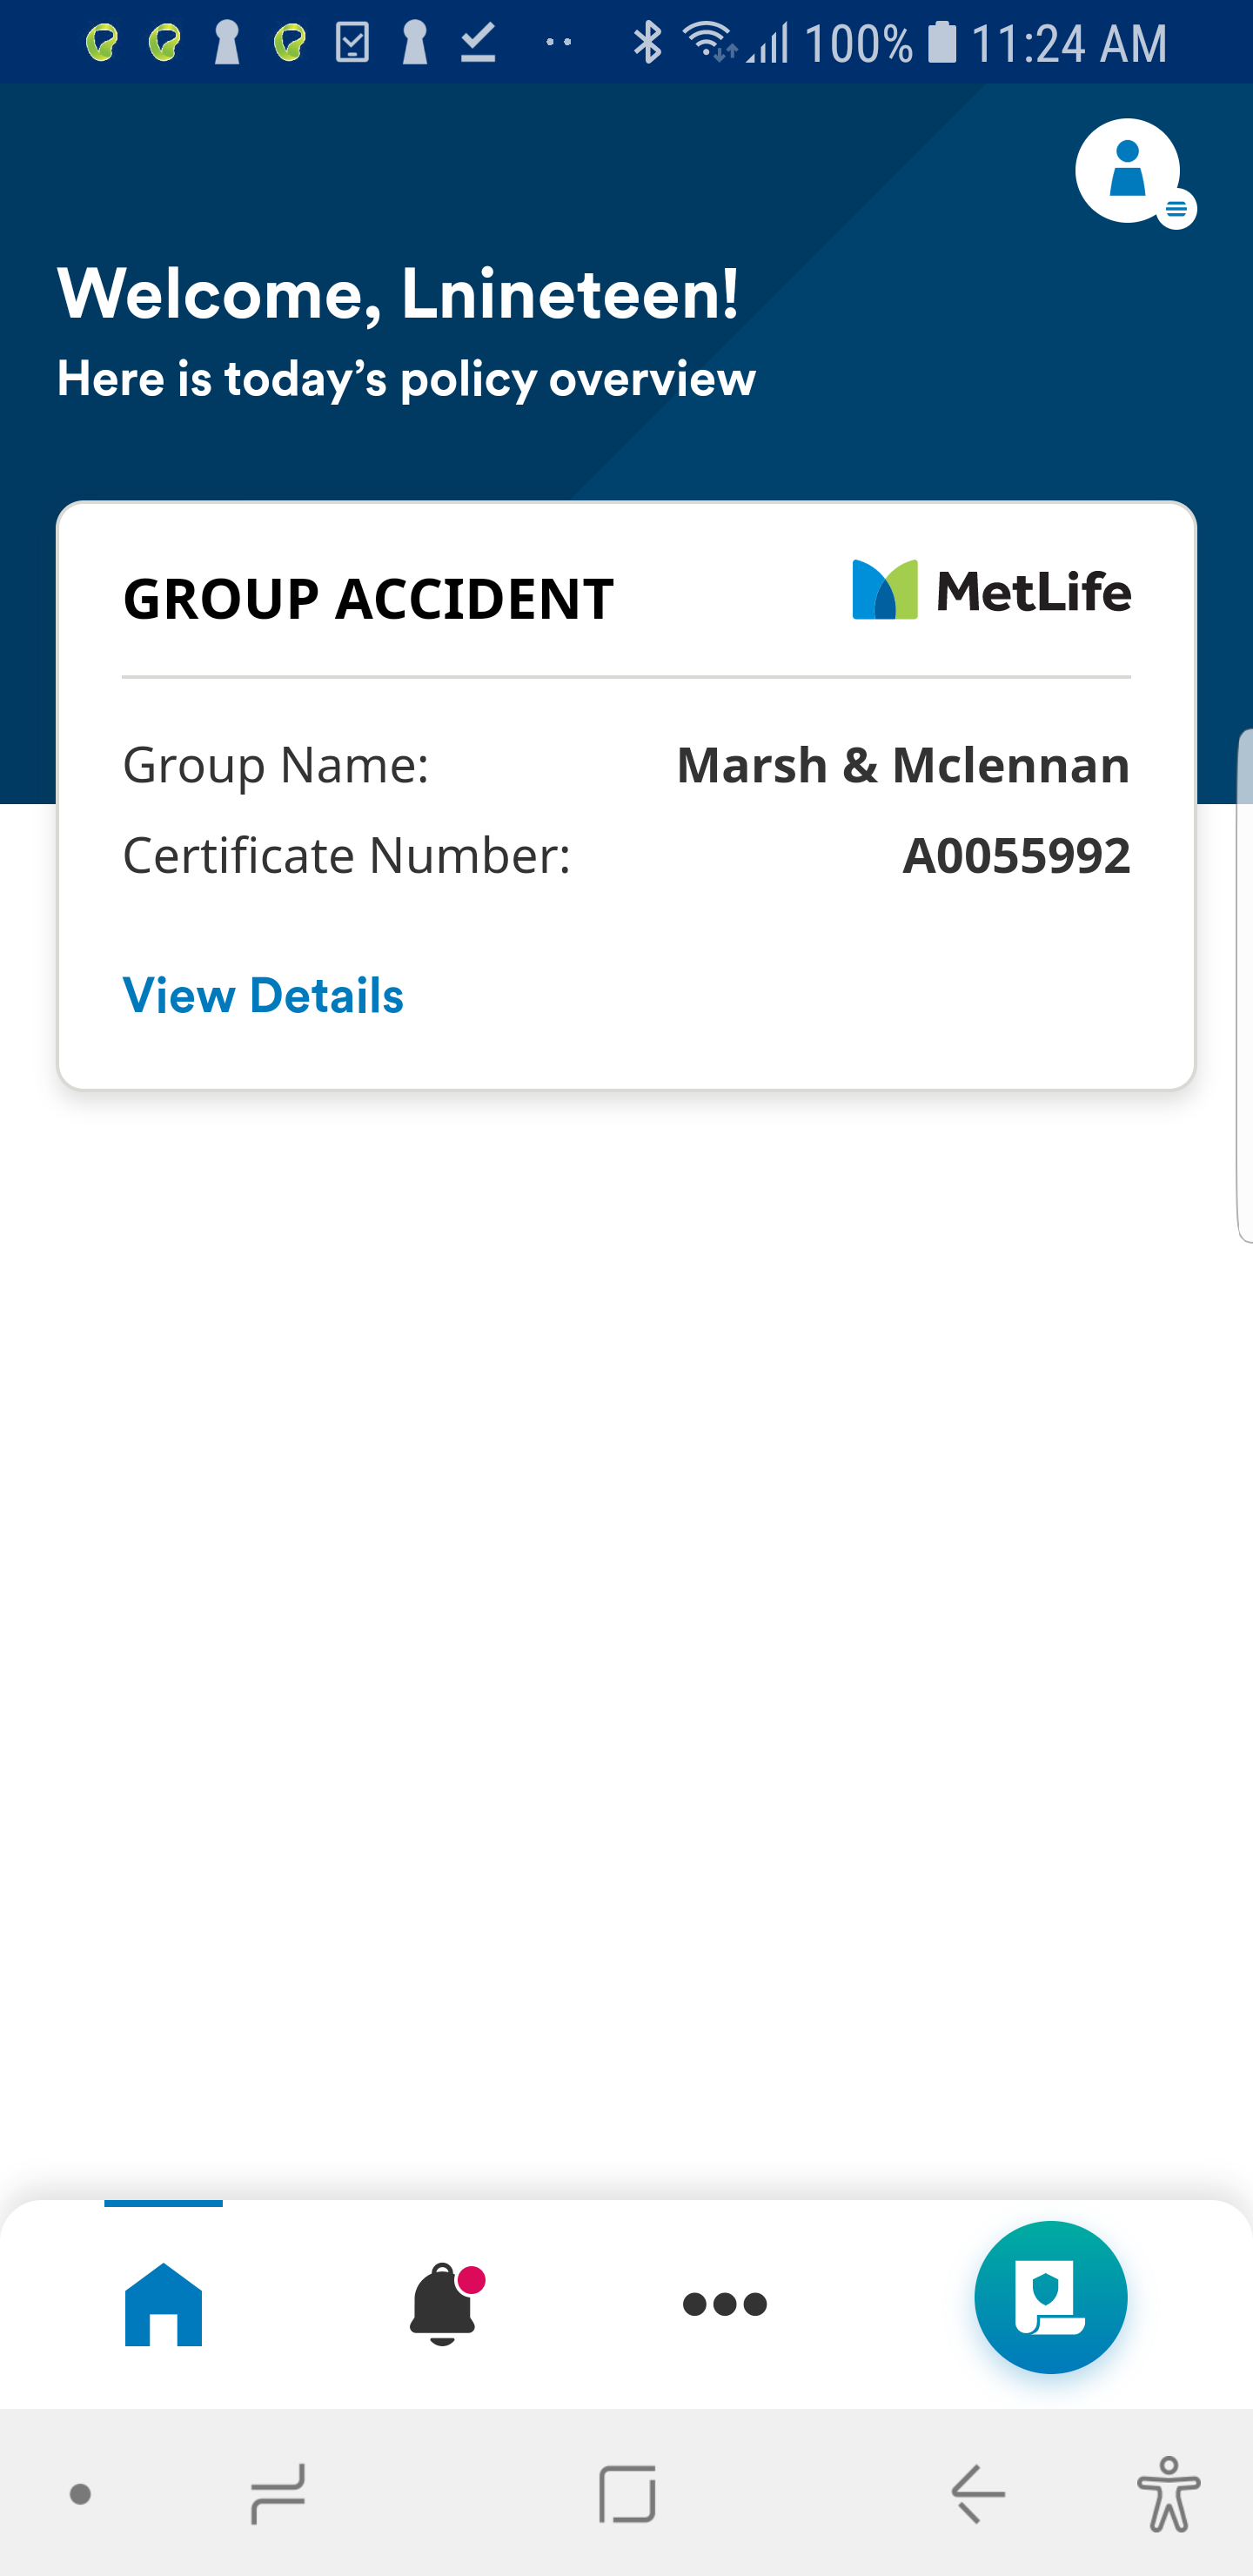 100% 11:24 AM
Welcome, Lnineteen!
Here is today’s policy overview
GROUP ACCIDENT MetLife
Group Name: Marsh & Mclennan
Certificate Number: A0055992
View Details